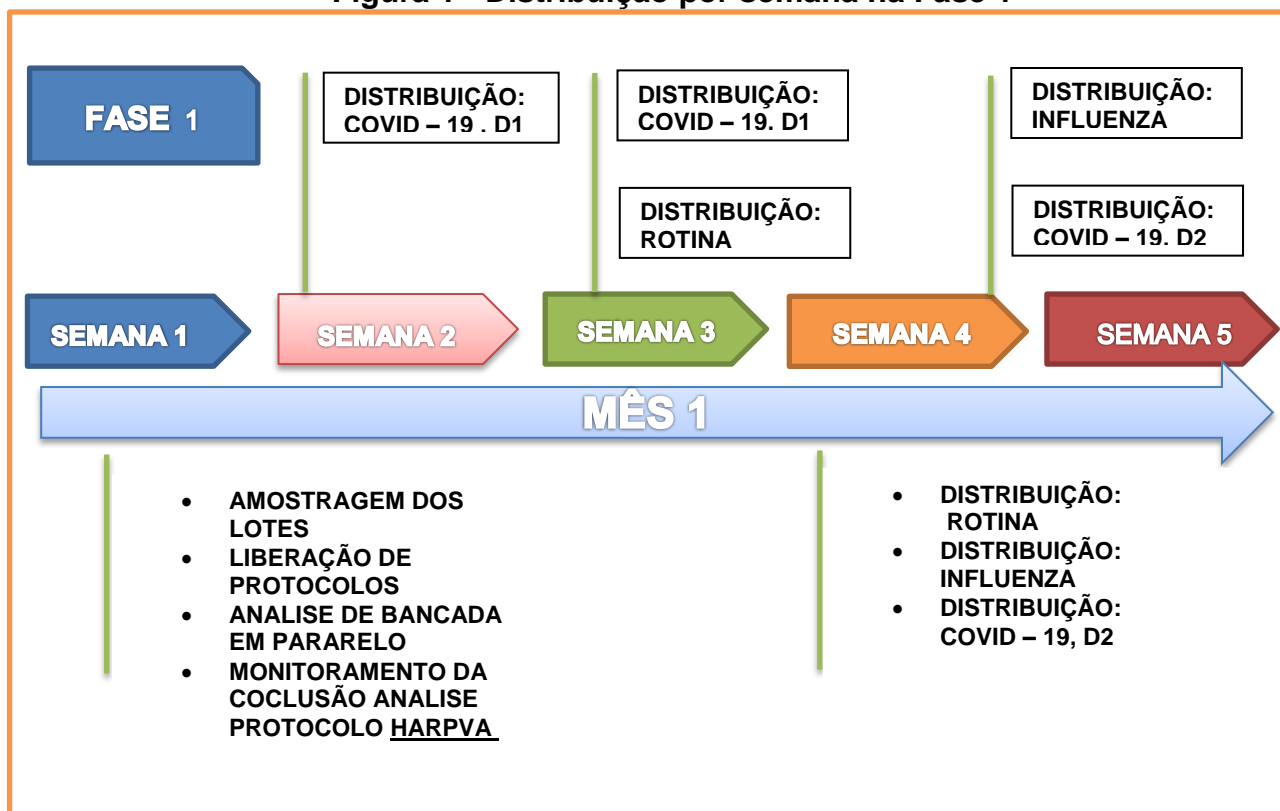 FASE 1
DISTRIBUIÇÃO:
COVID – 19 . D1
DISTRIBUIÇÃO:
COVID – 19. D1
DISTRIBUIÇÃO:
INFLUENZA
DISTRIBUIÇÃO:
ROTINA
DISTRIBUIÇÃO:
COVID – 19. D2
SEMANA 1
SEMANA 2
SEMANA 3
SEMANA 4
SEMANA 5
MÊS 1
• AMOSTRAGEM DOS
LOTES
• LIBERAÇÃO DE
PROTOCOLOS
• ANALISE DE BANCADA
EM PARARELO
• MONITORAMENTO DA
COCLUSÃO ANALISE
PROTOCOLO HARPVA
• DISTRIBUIÇÃO:
ROTINA
• DISTRIBUIÇÃO:
INFLUENZA
• DISTRIBUIÇÃO:
COVID – 19, D2